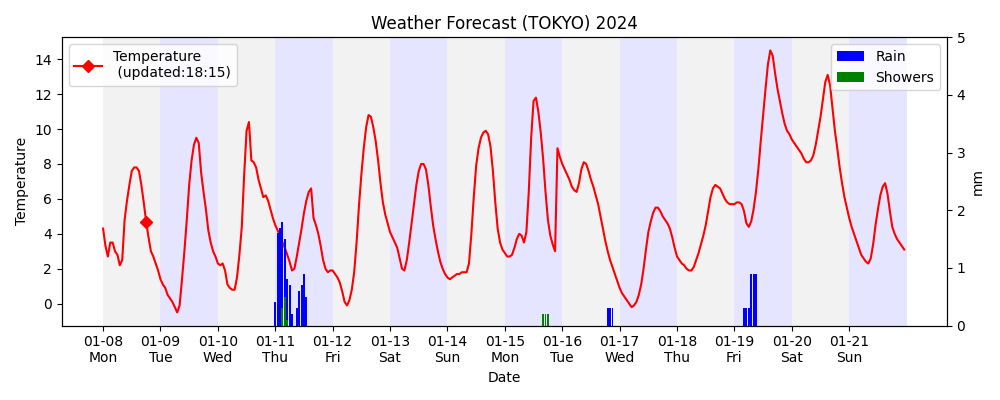 Weather Forecast (TOKYO) 2024
Temperature
(updated:18:15)
Rain
Showers
Temperature
14
12
10
8
6
4
2
0
5
4
3
2
1
0
mm
01-08 01-09 01-10 01-11 01-12 01-13 01-14 01-15 01-16 01-17 01-18 01-19 01-20 01-21
Mon Tue Wed Thu Fri Sat Sun Mon Tue Wed Thu Fri Sat Sun
Date